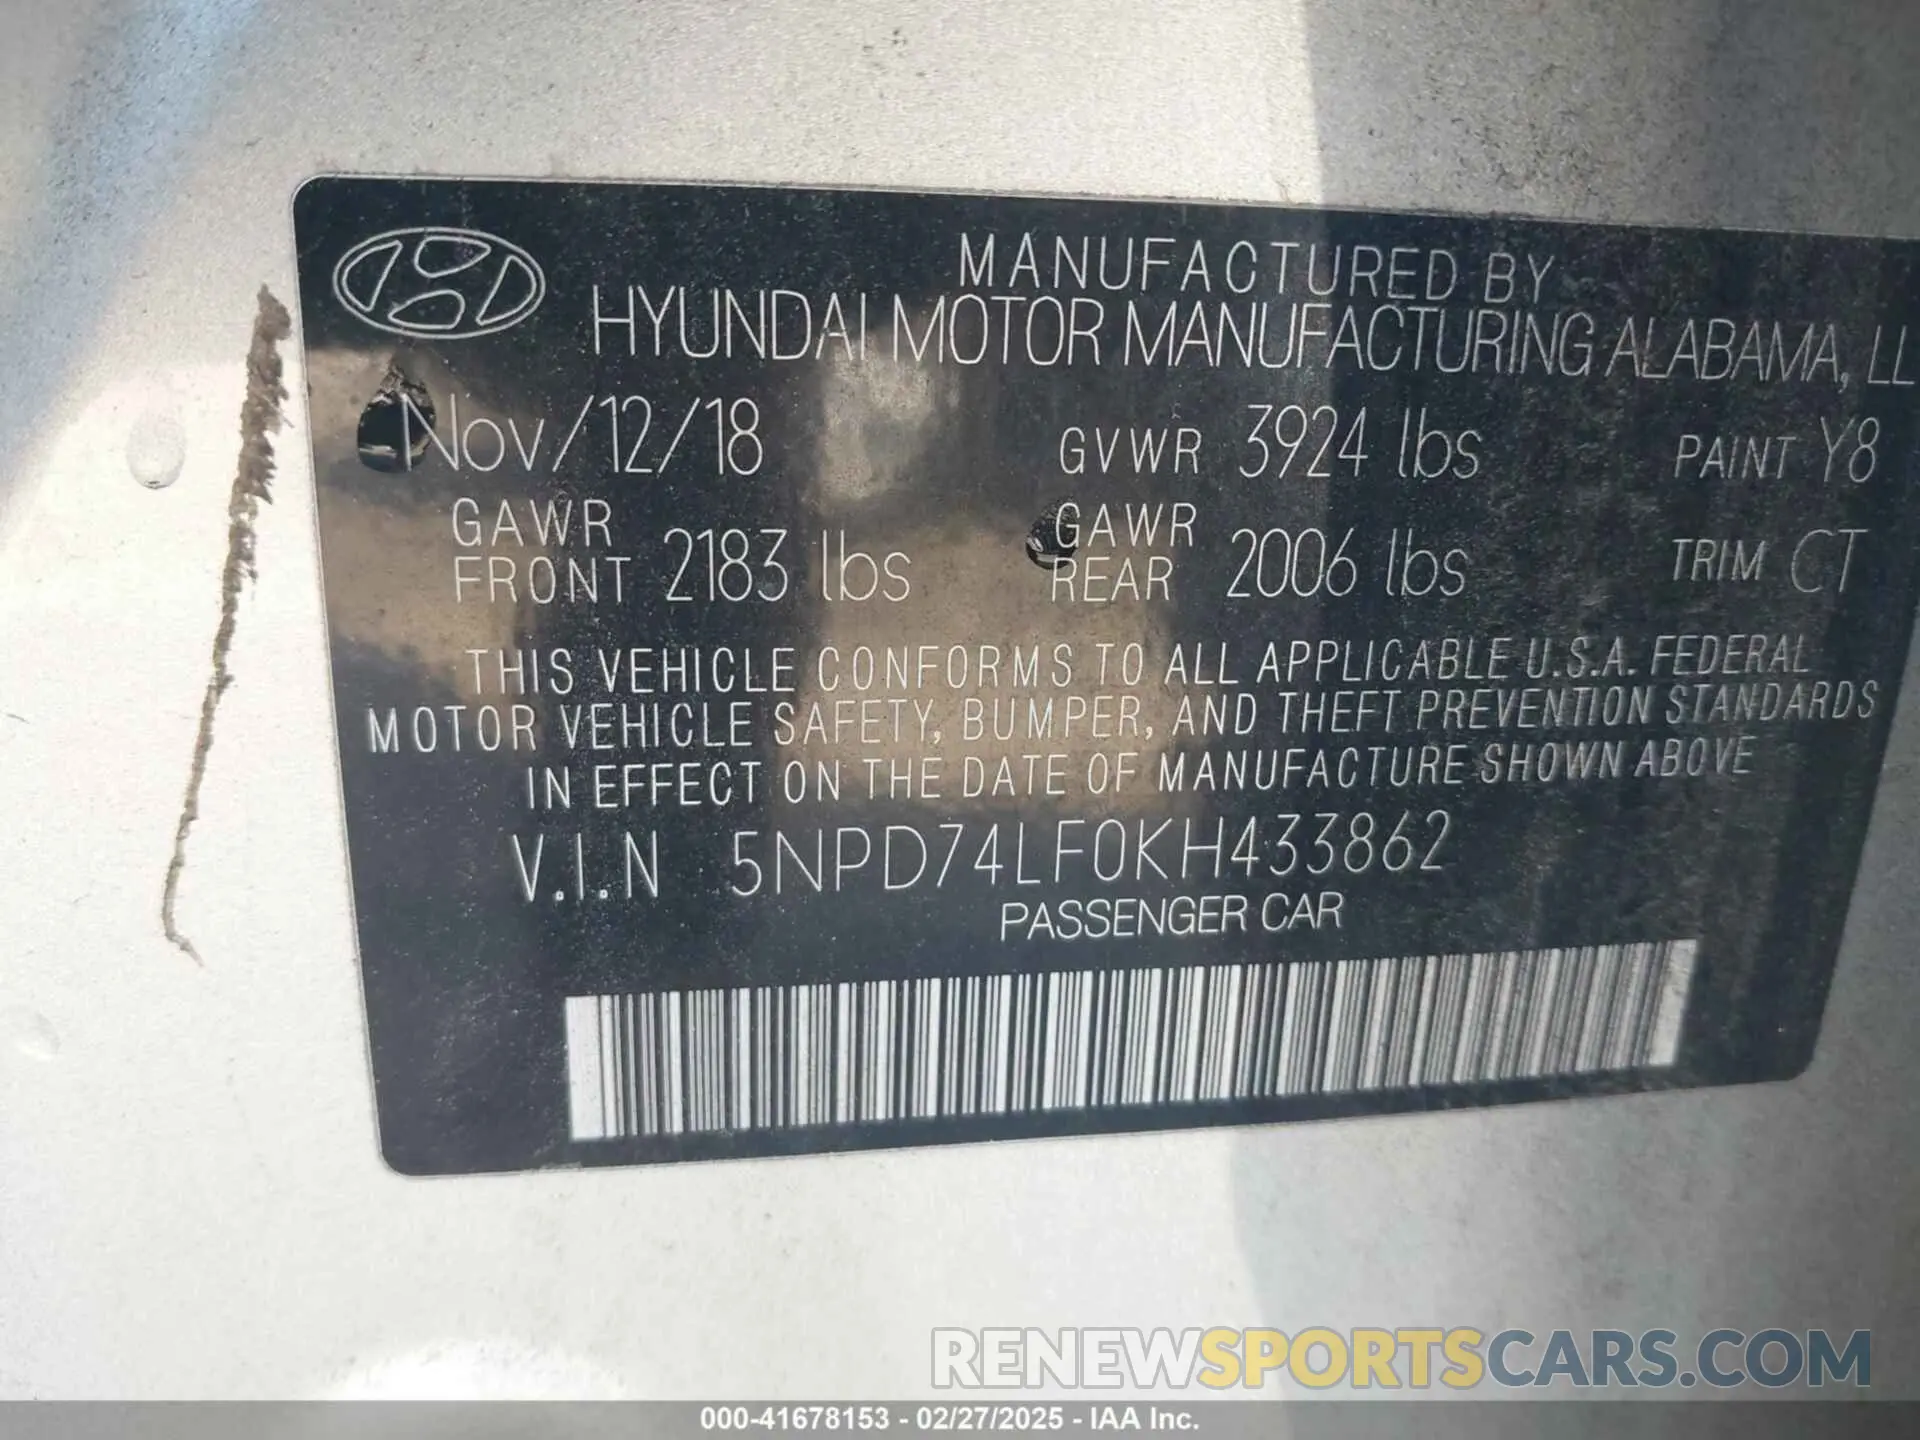 MANUFACTURED BY
HYUNDAI MOTOR MANUFACTURING ALABAMA, LL
Nov/12/18 GVWR 3924 lbs PAINT Y8
GAWR FRONT 2183 lbs GAWR REAR 2006 lbs TRIM CT
THIS VEHICLE CONFORMS TO ALL APPLICABLE U.S.A. FEDERAL
MOTOR VEHICLE SAFETY, BUMPER, AND THEFT PREVENTION STANDARDS
IN EFFECT ON THE DATE OF MANUFACTURE SHOWN ABOVE
V.I.N 5NPD74LF0KH433862
PASSENGER CAR
RENEWSPORTSCARS.COM
000-41678153 - 02/27/2025 - IAA Inc.